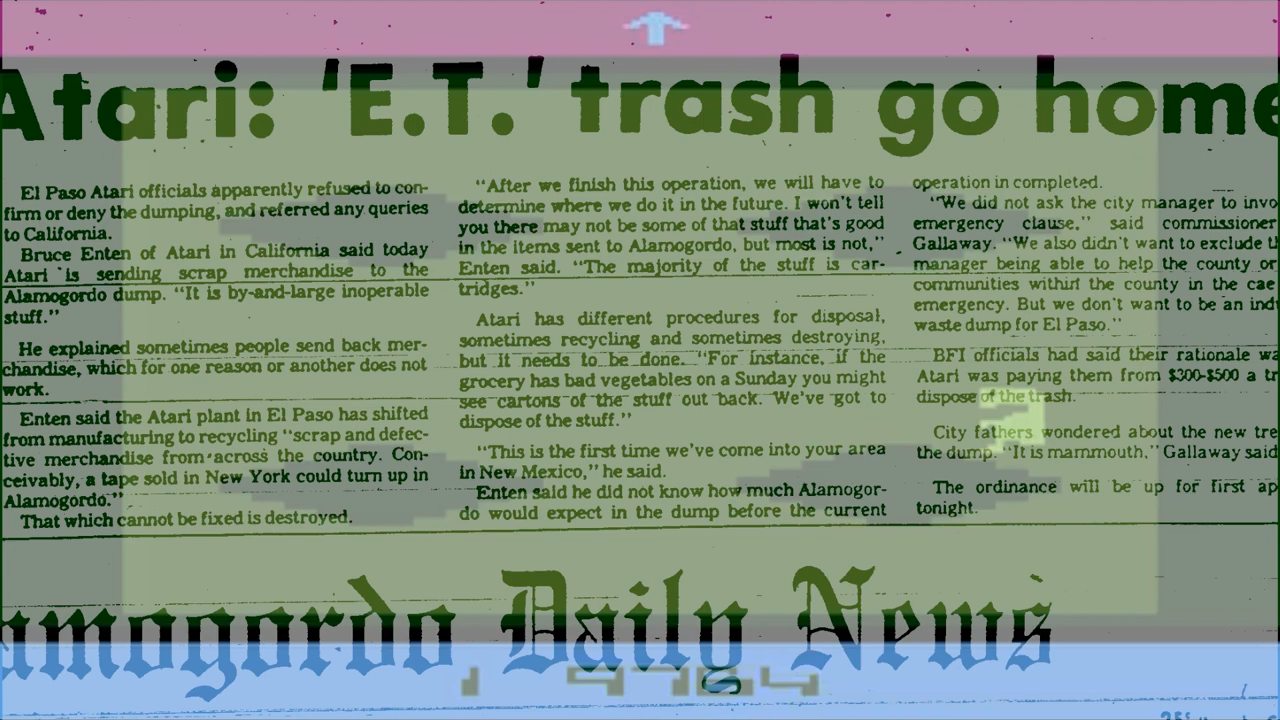 Atari: 'E.T.' trash go home
El Paso Atari officials apparently refused to con-
firm or deny the dumping, and referred any queries
to California.
Bruce Enten of Atari in California said today
Atari is sending scrap merchandise to the
Alamogordo dump. “It is by-and-large inoperable
stuff.”
He explained sometimes people send back mer-
chandise, which for one reason or another does not
work.
Enten said the Atari plant in El Paso has shifted
from manufacturing to recycling “scrap and defec-
tive merchandise from across the country. Con-
ceivably, a tape sold in New York could turn up in
Alamogordo.”
That which cannot be fixed is destroyed.
“After we finish this operation, we will have to
determine where we do it in the future. I won't tell
you there may not be some of that stuff that's good
in the items sent to Alamogordo, but most is not,”
Enten said. “The majority of the stuff is car-
tridges.”
Atari has different procedures for disposal,
sometimes recycling and sometimes destroying,
but it needs to be done. “For instance, if the
grocery has bad vegetables on a Sunday you might
see cartons of the stuff out back. We've got to
dispose of the stuff.”
“This is the first time we've come into your area
in New Mexico,” he said.
Enten said he did not know how much Alamogor-
do would expect in the dump before the current
operation in completed.
“We did not ask the city manager to invo
emergency clause,” said commissioner
Gallaway. “We also didn't want to exclude th
manager being able to help the county or
communities within the county in the cae
emergency. But we don't want to be an ind
waste dump for El Paso.”
BFI officials had said their rationale wa
Atari was paying them from $300-$500 a tr
dispose of the trash.
City fathers wondered about the new tre
the dump. “It is mammouth,” Gallaway said
The ordinance will be up for first ap
tonight.
amogordo Daily News